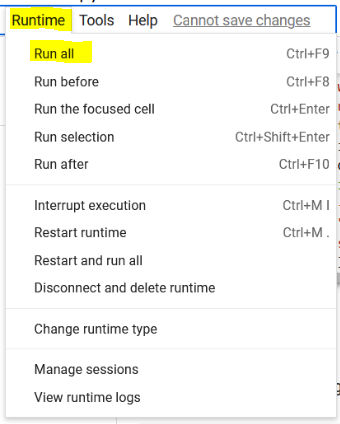 Runtime Tools Help Cannot save changes
Run all Ctrl+F9
Run before Ctrl+F8
Run the focused cell Ctrl+Enter
Run selection Ctrl+Shift+Enter
Run after Ctrl+F10
Interrupt execution Ctrl+M I
Restart runtime Ctrl+M .
Restart and run all
Disconnect and delete runtime
Change runtime type
Manage sessions
View runtime logs